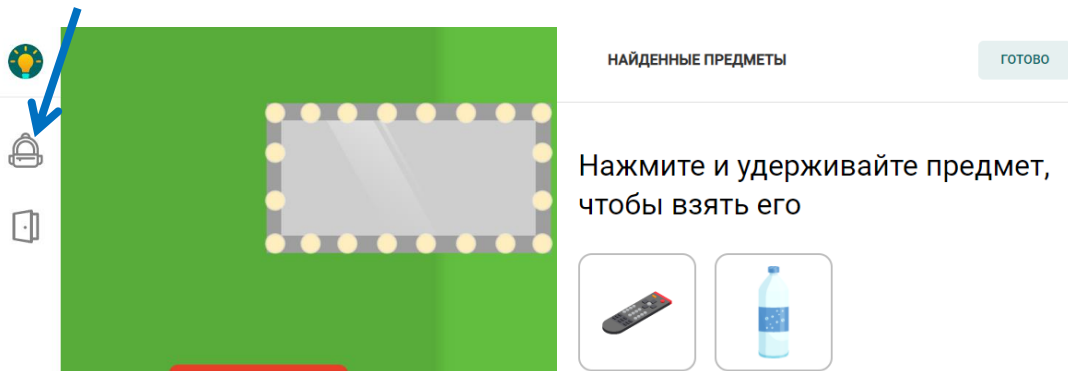 НАЙДЕННЫЕ ПРЕДМЕТЫ
ГОТОВО
Нажмите и удерживайте предмет,
чтобы взять его